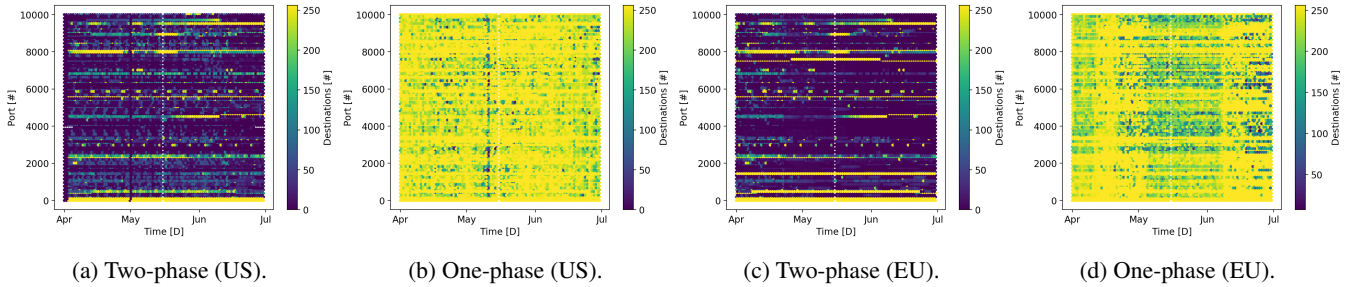 10000
8000
6000
4000
2000
0
Port [#]
Apr
May
Jun
Jul
Time [D]
250
200
150
100
50
0
Destinations [#]
(a) Two-phase (US).
10000
8000
6000
4000
2000
0
Port [#]
Apr
May
Jun
Jul
Time [D]
250
200
150
100
50
0
Destinations [#]
(b) One-phase (US).
10000
8000
6000
4000
2000
0
Port [#]
Apr
May
Jun
Jul
Time [D]
250
200
150
100
50
0
Destinations [#]
(c) Two-phase (EU).
10000
8000
6000
4000
2000
0
Port [#]
Apr
May
Jun
Jul
Time [D]
250
200
150
100
50
Destinations [#]
(d) One-phase (EU).